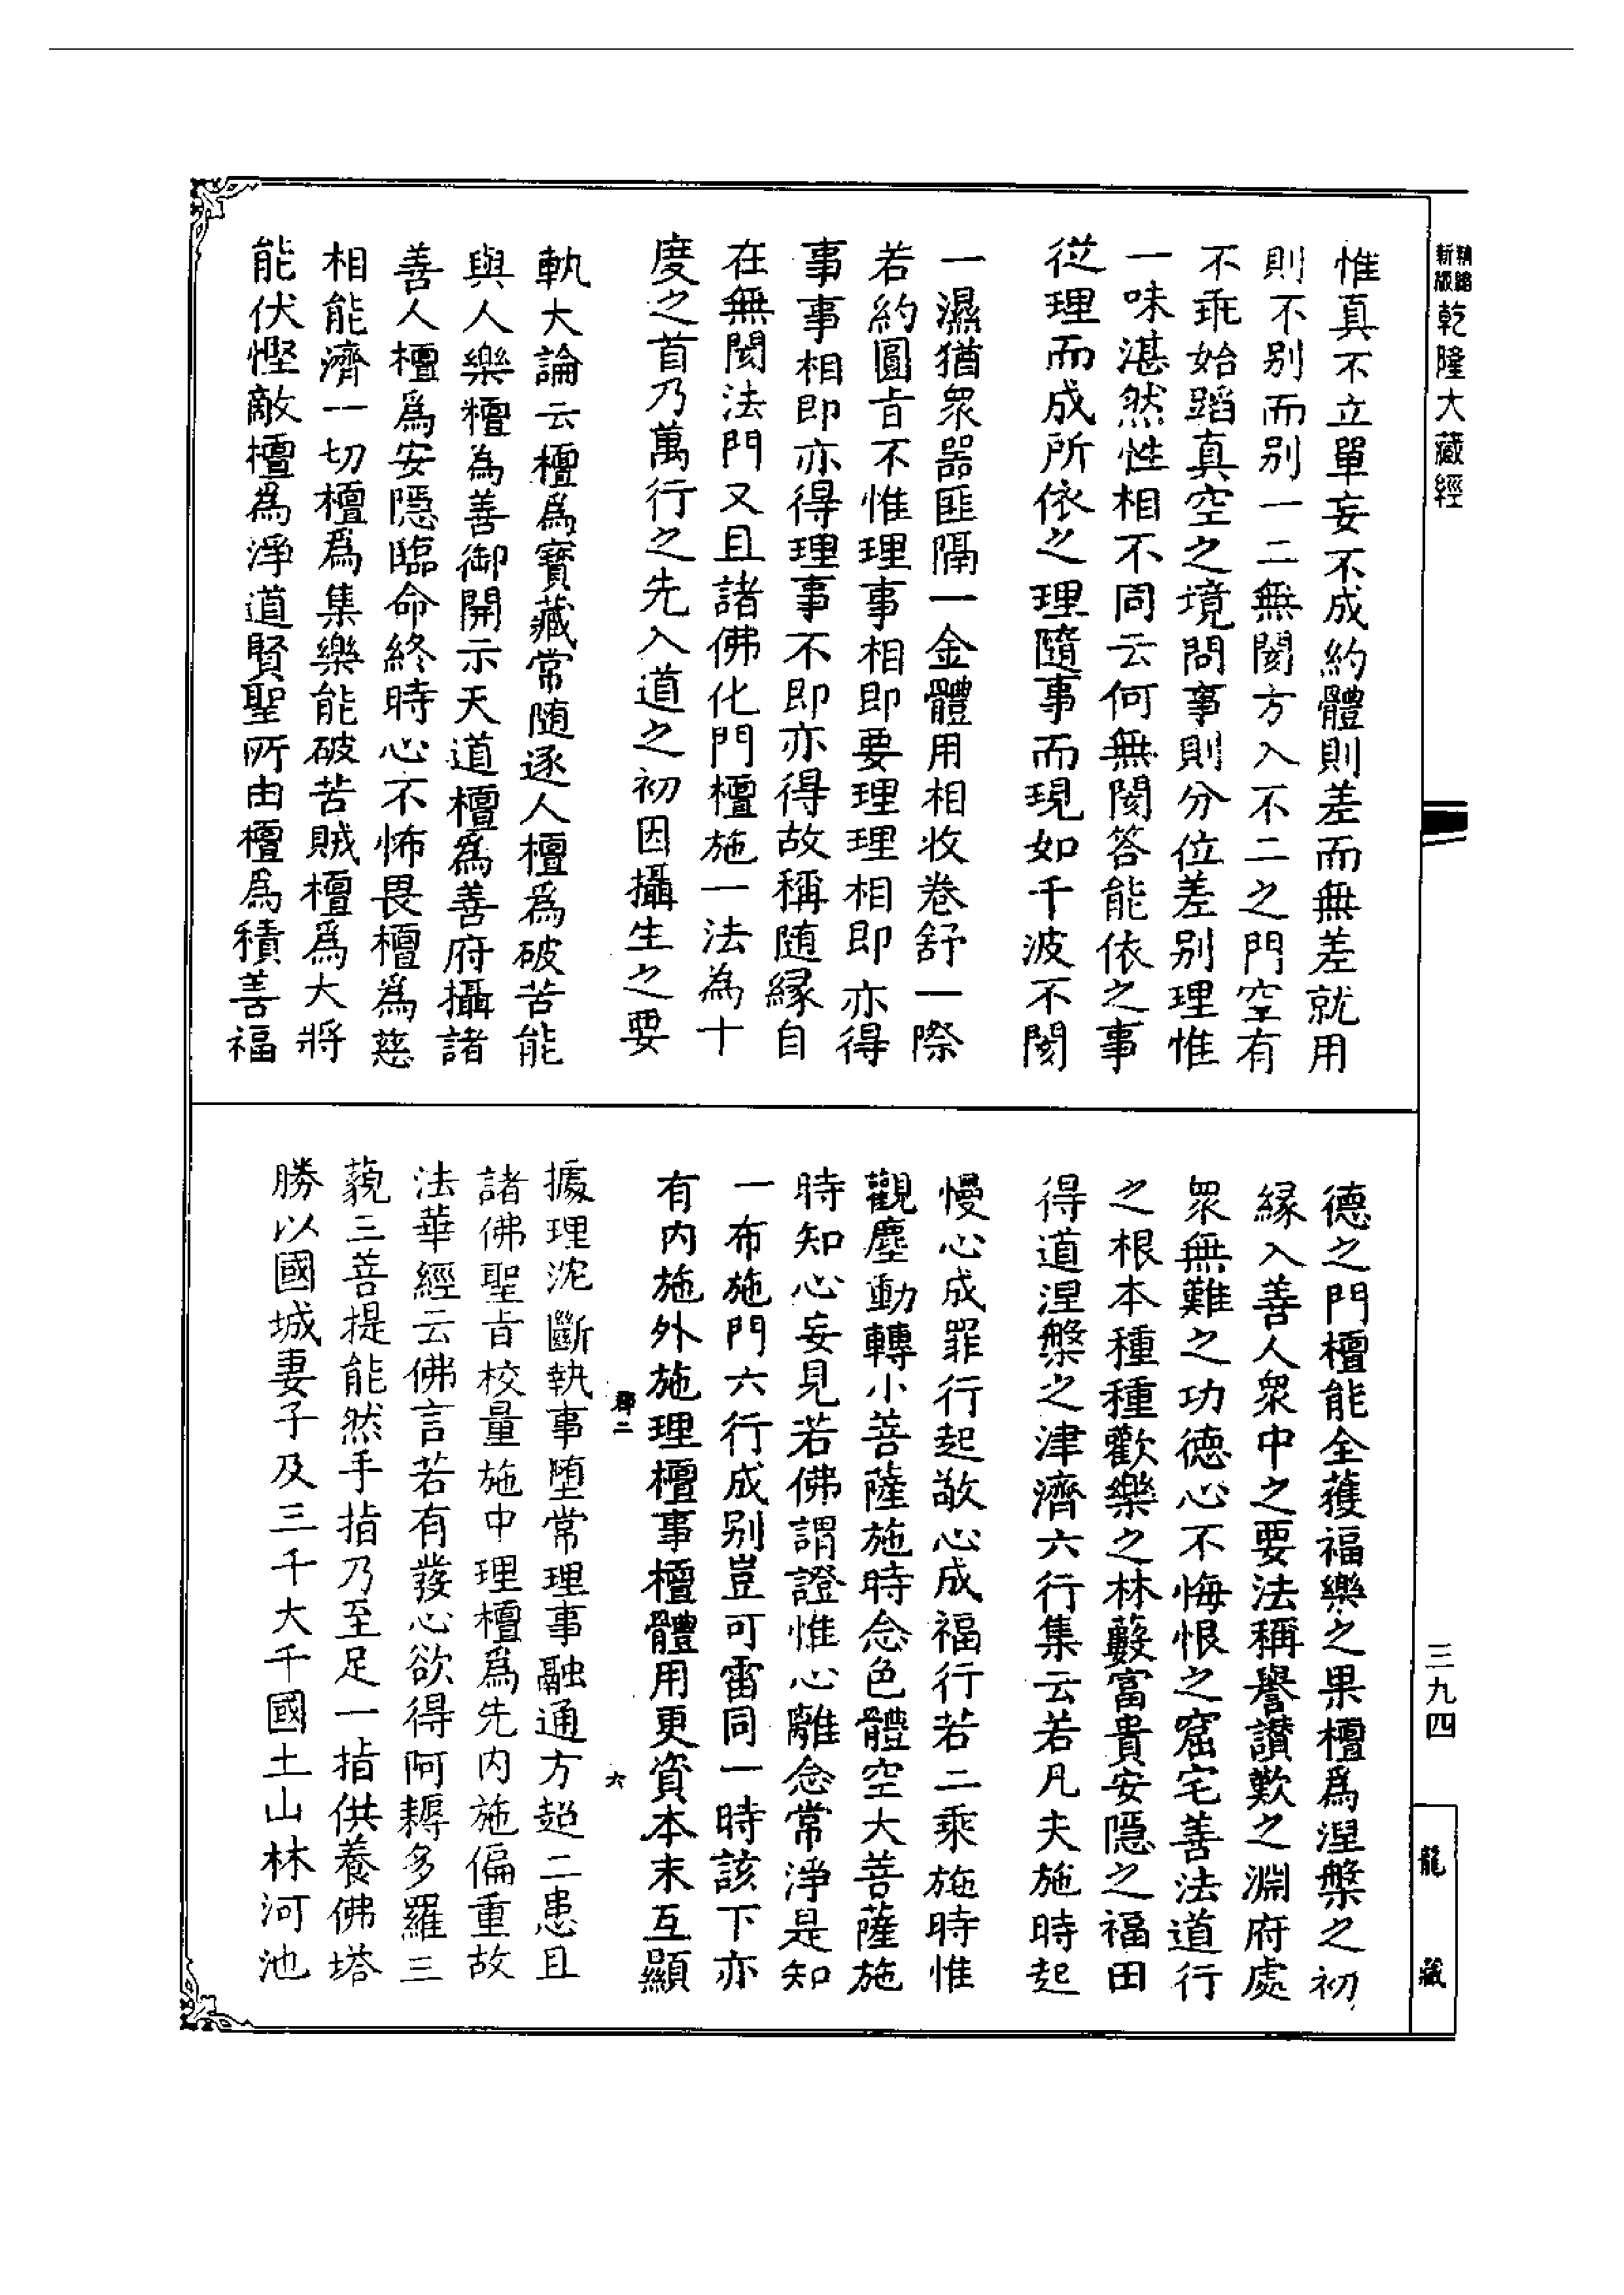 新版
精縮
乾隆大藏經
惟真不立單妄不成約體則差而無差就用
則不别而别一二無閡方入不二之門空有
不乖始蹈真空之境問事則分位差别理惟
一味湛然性相不同云何無閡答能依之事
從理而成所依之理隨事而現如千波不閡
一濕猶眾噐匪隔一金體用相收卷舒一際
若約圓㫖不惟理事相即要理理相即亦得
事事相即亦得理事不即亦得故稱随縁自
在無閡法門又且諸佛化門檀施一法為十
度之首乃萬行之先入道之初因攝生之要
軌大論云檀爲寶藏常随逐人檀爲破苦能
與人樂檀為善御開示天道檀爲善府攝諸
善人檀爲安隱臨命終時心不怖畏檀爲慈
相能濟一切檀爲集樂能破苦賊檀爲大將
能伏慳敵檀爲淨道賢聖所由檀爲積善福
德之門檀能全獲福樂之果檀爲涅槃之初
縁入善人眾中之要法稱譽讃歎之淵府處
眾無難之功德心不悔恨之窟宅善法道行
之根本種種歡樂之林藪富貴安隱之福田
得道涅槃之津濟六行集云若凡夫施時起
慢心成罪行起敬心成福行若二乘施時惟
觀塵動轉小菩薩施時念色體空大菩薩施
時知心妄見若佛謂證惟心離念常淨是知
一布施門六行成别豈可雷同一時該下亦
有内施外施理檀事檀體用更資本末互顯
據理沈斷執事墮常理事融通方超二患且
諸佛聖㫖校量施中理檀爲先内施偏重故
法華經云佛言若有發心欲得阿耨多羅三
藐三菩提能然手指乃至足一指供養佛塔
勝以國城妻子及三千大千國土山林河池
六
三九四
龍藏